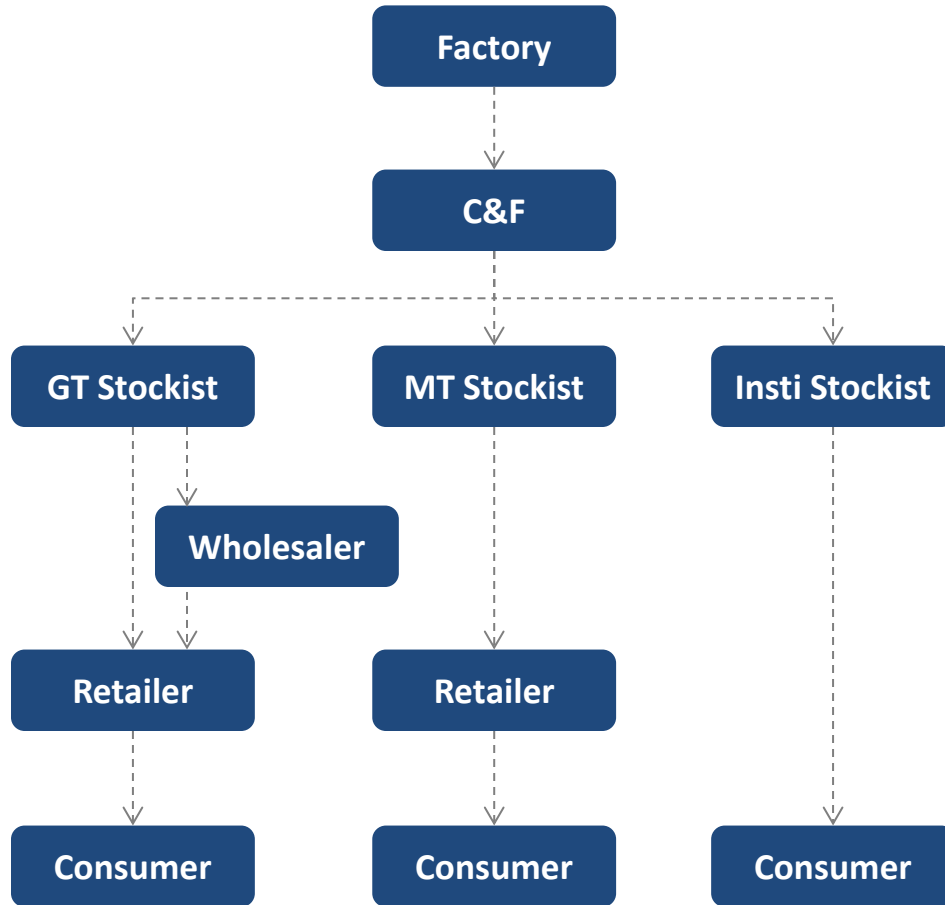 Factory
C&F
GT Stockist
MT Stockist
Insti Stockist
Wholesaler
Retailer
Retailer
Consumer
Consumer
Consumer